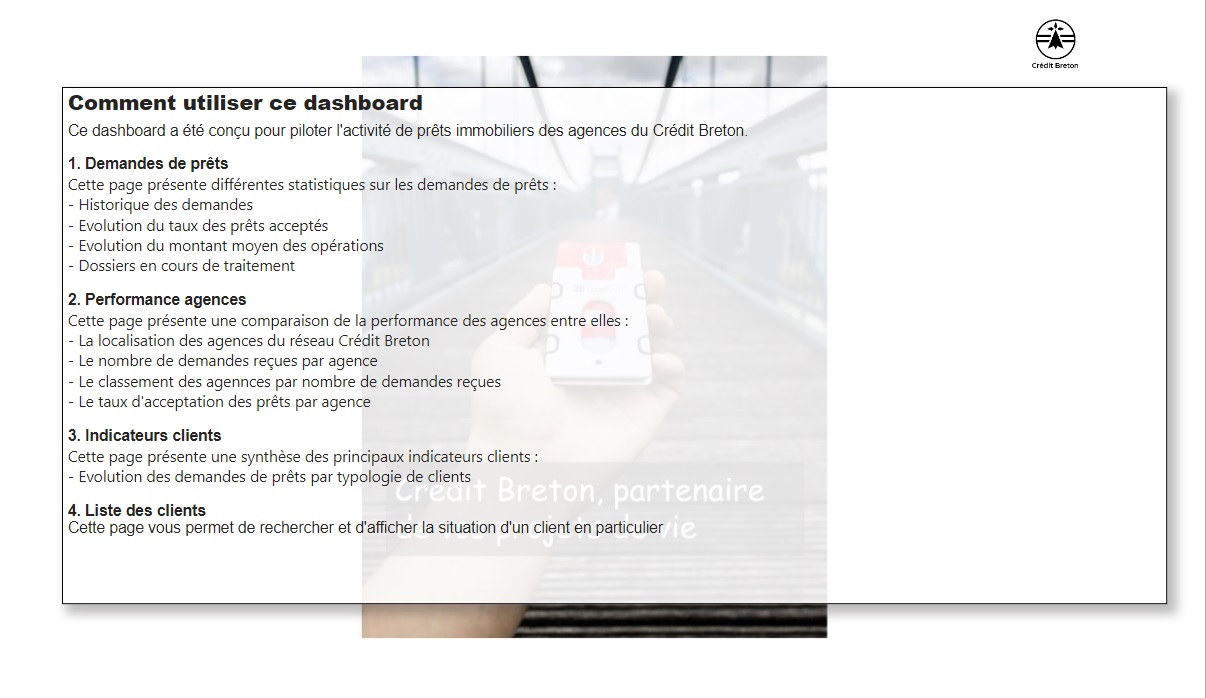 Crédit Breton
Comment utiliser ce dashboard
Ce dashboard a été conçu pour piloter l'activité de prêts immobiliers des agences du Crédit Breton.
1. Demandes de prêts
Cette page présente différentes statistiques sur les demandes de prêts :
- Historique des demandes
- Evolution du taux des prêts acceptés
- Evolution du montant moyen des opérations
- Dossiers en cours de traitement
2. Performance agences
Cette page présente une comparaison de la performance des agences entre elles :
- La localisation des agences du réseau Crédit Breton
- Le nombre de demandes reçues par agence
- Le classement des agennces par nombre de demandes reçues
- Le taux d'acceptation des prêts par agence
3. Indicateurs clients
Cette page présente une synthèse des principaux indicateurs clients :
- Evolution des demandes de prêts par typologie de clients
Crédit Breton, partenaire
4. Liste des clients
Cette page vous permet de rechercher et d'afficher la situation d'un client en particulier
de vos projets de vie